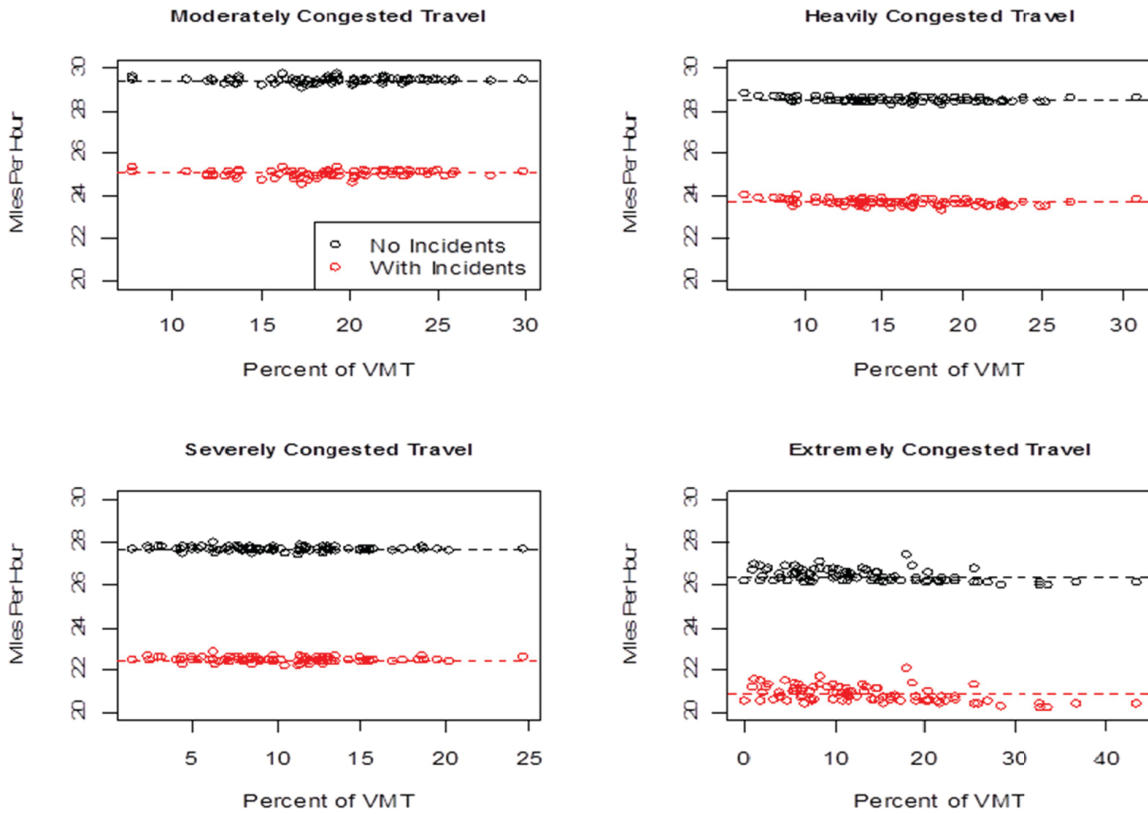 Moderately Congested Travel
Miles Per Hour
30
28
26
24
22
20
No Incidents
With Incidents
10 15 20 25 30
Percent of VMT
Heavily Congested Travel
Miles Per Hour
30
28
26
24
22
20
10 15 20 25 30
Percent of VMT
Severely Congested Travel
Miles Per Hour
30
28
26
24
22
20
5 10 15 20 25
Percent of VMT
Extremely Congested Travel
Miles Per Hour
30
28
26
24
22
20
0 10 20 30 40
Percent of VMT